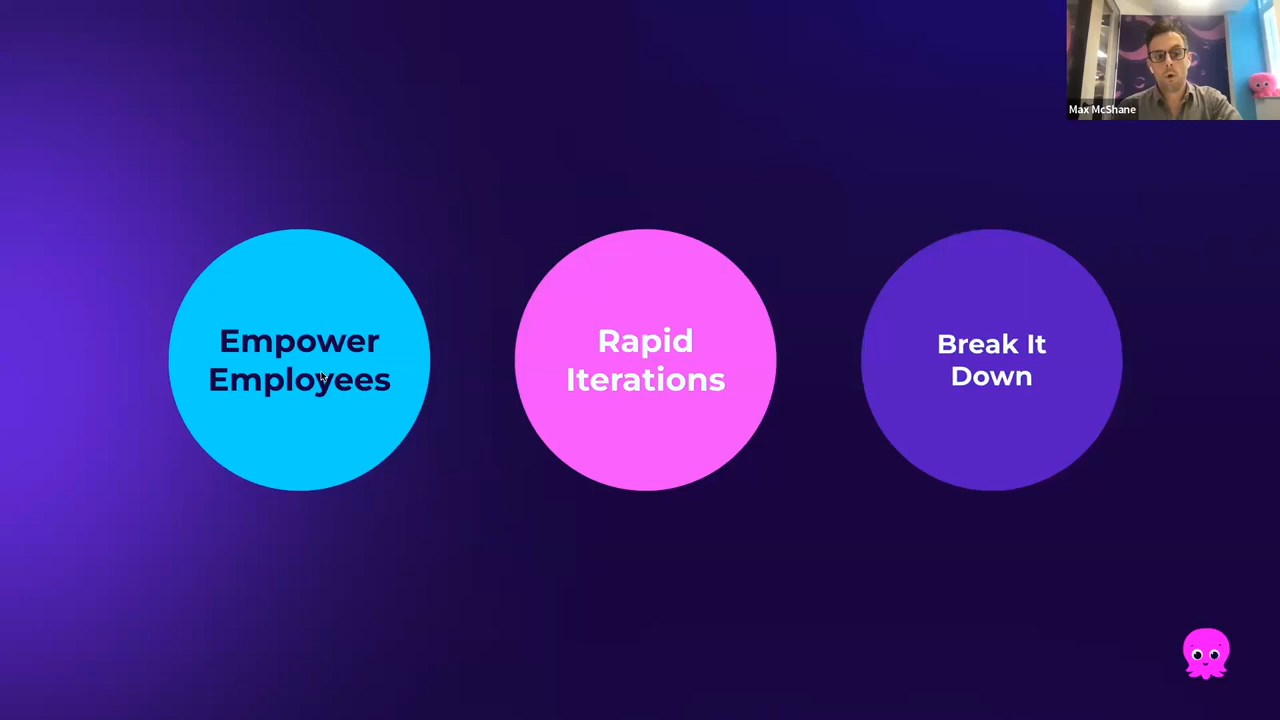 Max McShane
Empower
Employees
Rapid
Iterations
Break It
Down